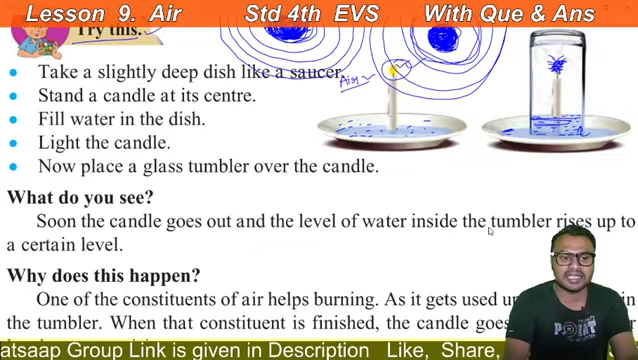 Lesson 9. Air Std 4th EVS With Que & Ans
Try this.
• Take a slightly deep dish like a saucer.
Air
• Stand a candle at its centre.
• Fill water in the dish.
• Light the candle.
• Now place a glass tumbler over the candle.
What do you see?
Soon the candle goes out and the level of water inside the tumbler rises up to
a certain level.
Why does this happen?
One of the constituents of air helps burning. As it gets used in
the tumbler. When that constituent is finished, the candle goes
atsaap Group Link is given in Description Like, Share,